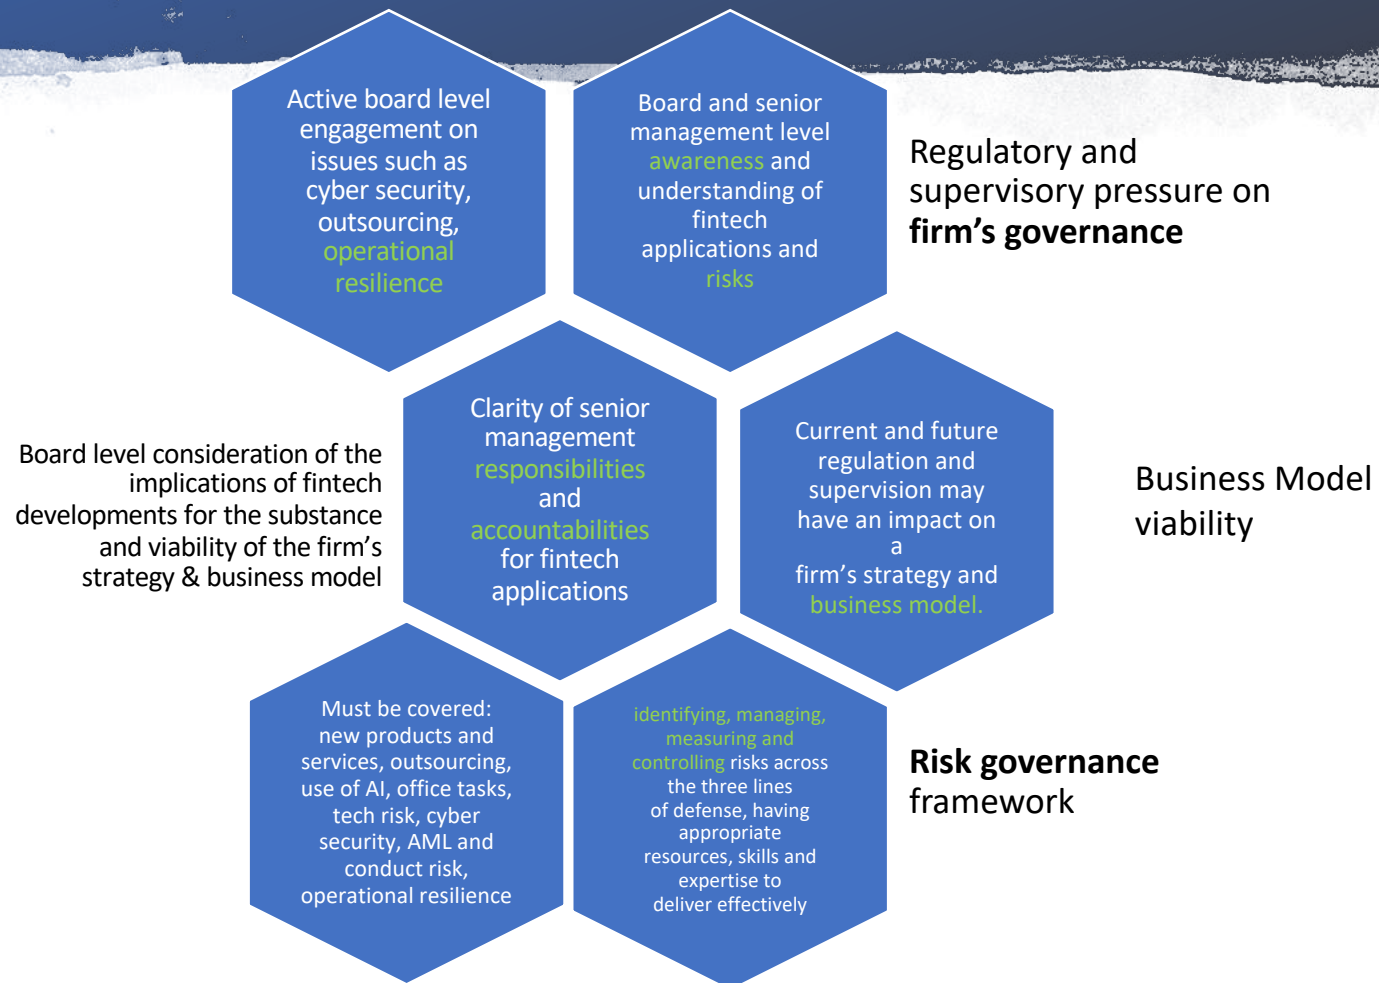 Active board level
engagement on
issues such as
cyber security,
outsourcing,
operational
resilience
Board and senior
management level
awareness and
understanding of
fintech
applications and
risks
Regulatory and
supervisory pressure on
firm's governance
Board level consideration of the
implications of fintech
developments for the substance
and viability of the firm's
strategy & business model
Clarity of senior
management
responsibilities
and
accountabilities
for fintech
applications
Current and future
regulation and
supervision may
have an impact on
a
firm's strategy and
business model.
Business Model
viability
Must be covered:
new products and
services, outsourcing,
use of AI, office tasks,
tech risk, cyber
security, AML and
conduct risk,
operational resilience
identifying, managing,
measuring and
controlling risks across
the three lines
of defense, having
appropriate
resources, skills and
expertise to
deliver effectively
Risk governance
framework